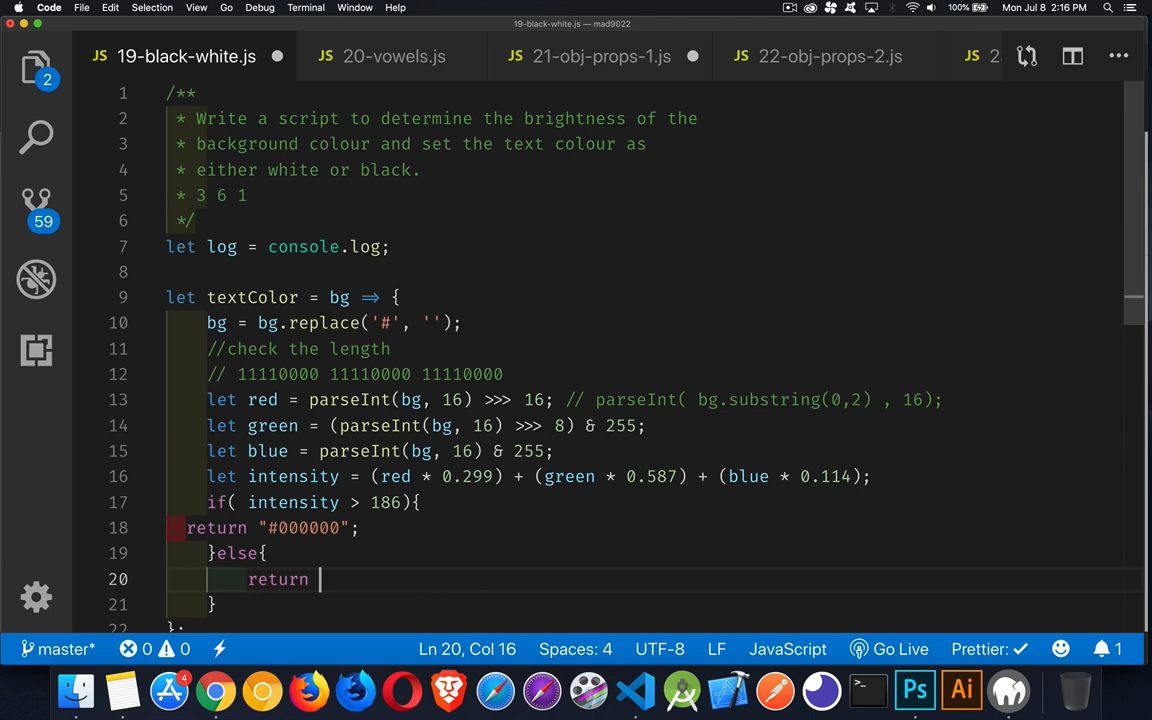 Code File Edit Selection View Go Debug Terminal Window Help 100% Mon Jul 8 2:16 PM
19-black-white.js — mad9022
JS 19-black-white.js JS 20-vowels.js JS 21-obj-props-1.js JS 22-obj-props-2.js JS 2
2
59
1 /**
2 * Write a script to determine the brightness of the
3 * background colour and set the text colour as
4 * either white or black.
5 * 3 6 1
6 */
7 let log = console.log;
8
9 let textColor = bg => {
10 bg = bg.replace('#', '');
11 //check the length
12 // 11110000 11110000 11110000
13 let red = parseInt(bg, 16) >>> 16; // parseInt( bg.substring(0,2) , 16);
14 let green = (parseInt(bg, 16) >>> 8) & 255;
15 let blue = parseInt(bg, 16) & 255;
16 let intensity = (red * 0.299) + (green * 0.587) + (blue * 0.114);
17 if( intensity > 186){
18 return "#000000";
19 }else{
20 return
21 }
22 };
master* 0 0 Ln 20, Col 16 Spaces: 4 UTF-8 LF JavaScript Go Live Prettier: ✓ 1
4 >_ Ps Ai